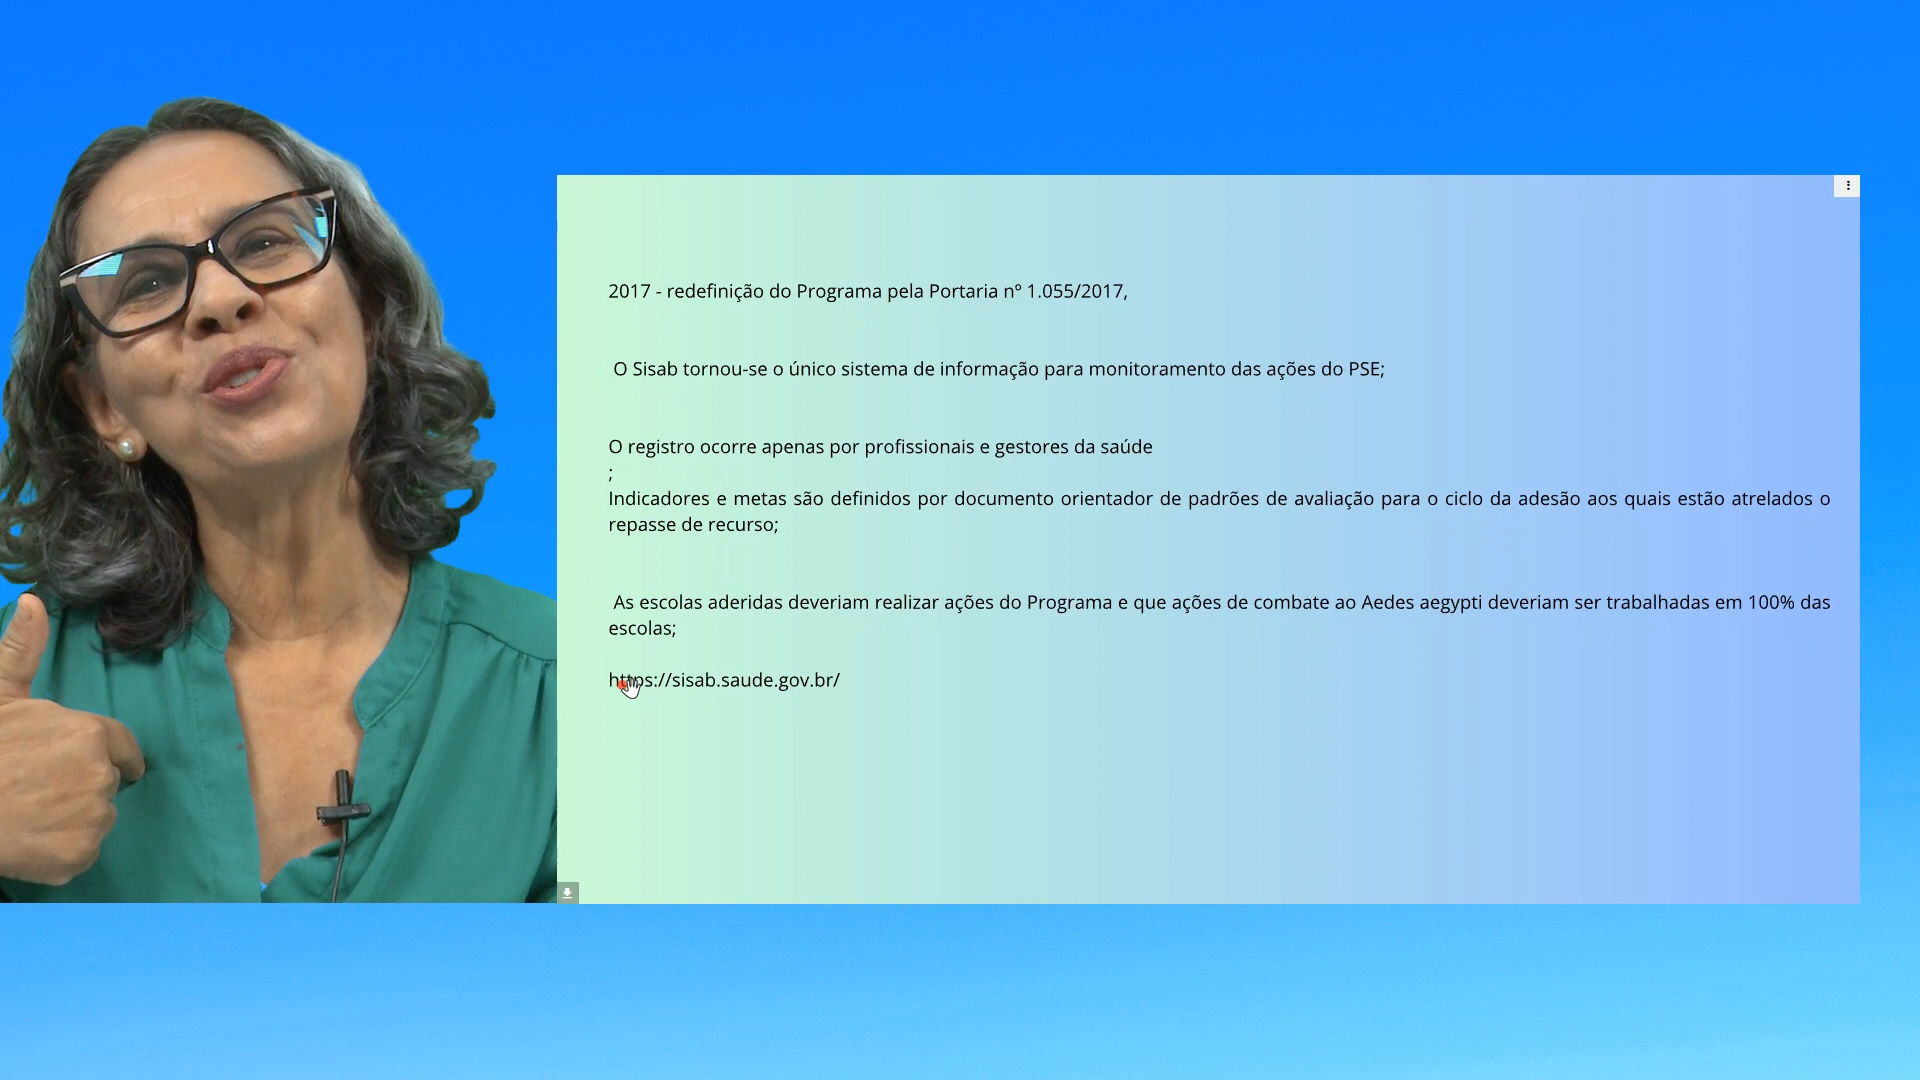 2017 - redefinição do Programa pela Portaria nº 1.055/2017,
O Sisab tornou-se o único sistema de informação para monitoramento das ações do PSE;
O registro ocorre apenas por profissionais e gestores da saúde
;
Indicadores e metas são definidos por documento orientador de padrões de avaliação para o ciclo da adesão aos quais estão atrelados o
repasse de recurso;
As escolas aderidas deveriam realizar ações do Programa e que ações de combate ao Aedes aegypti deveriam ser trabalhadas em 100% das
escolas;
https://sisab.saude.gov.br/